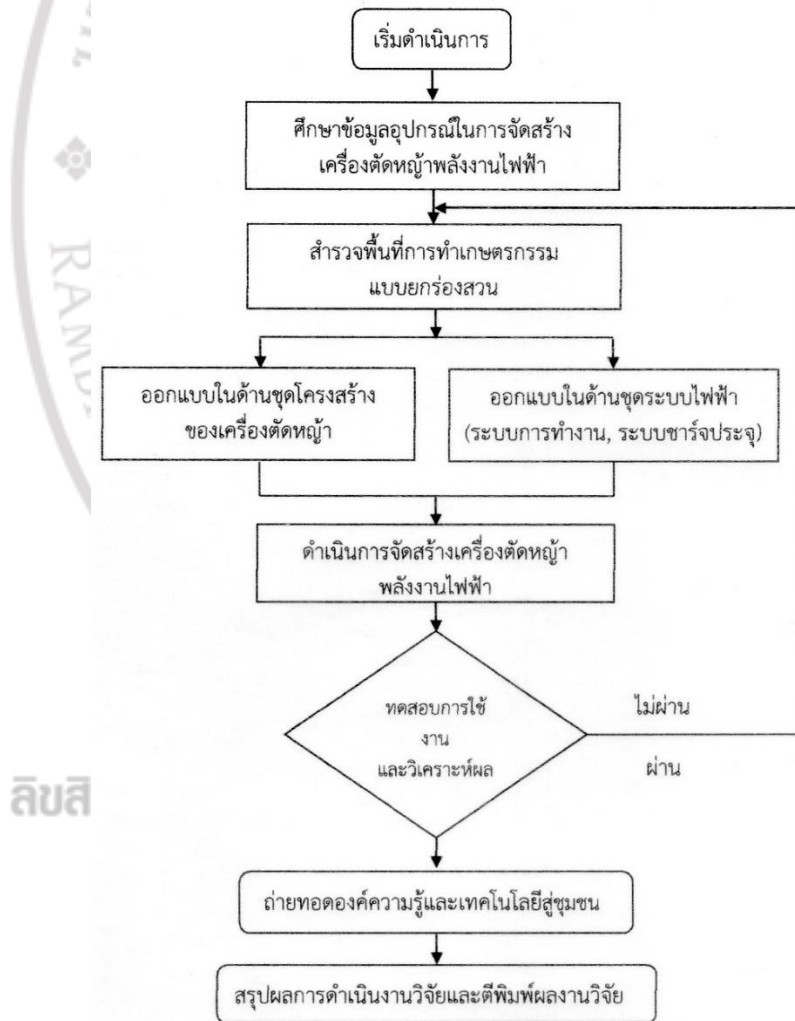 เริ่มดำเนินการ
ศึกษาข้อมูลอุปกรณ์ในการจัดสร้าง
เครื่องตัดหญ้าพลังงานไฟฟ้า
สำรวจพื้นที่การทำเกษตรกรรม
แบบยกร่องสวน
ออกแบบในด้านชุดโครงสร้าง
ของเครื่องตัดหญ้า
ออกแบบในด้านชุดระบบไฟฟ้า
(ระบบการทำงาน, ระบบชาร์จประจุ)
ดำเนินการจัดสร้างเครื่องตัดหญ้า
พลังงานไฟฟ้า
ทดสอบการใช้
งาน
และวิเคราะห์ผล
ไม่ผ่าน
ผ่าน
ถ่ายทอดองค์ความรู้และเทคโนโลยีสู่ชุมชน
สรุปผลการดำเนินงานวิจัยและตีพิมพ์ผลงานวิจัย